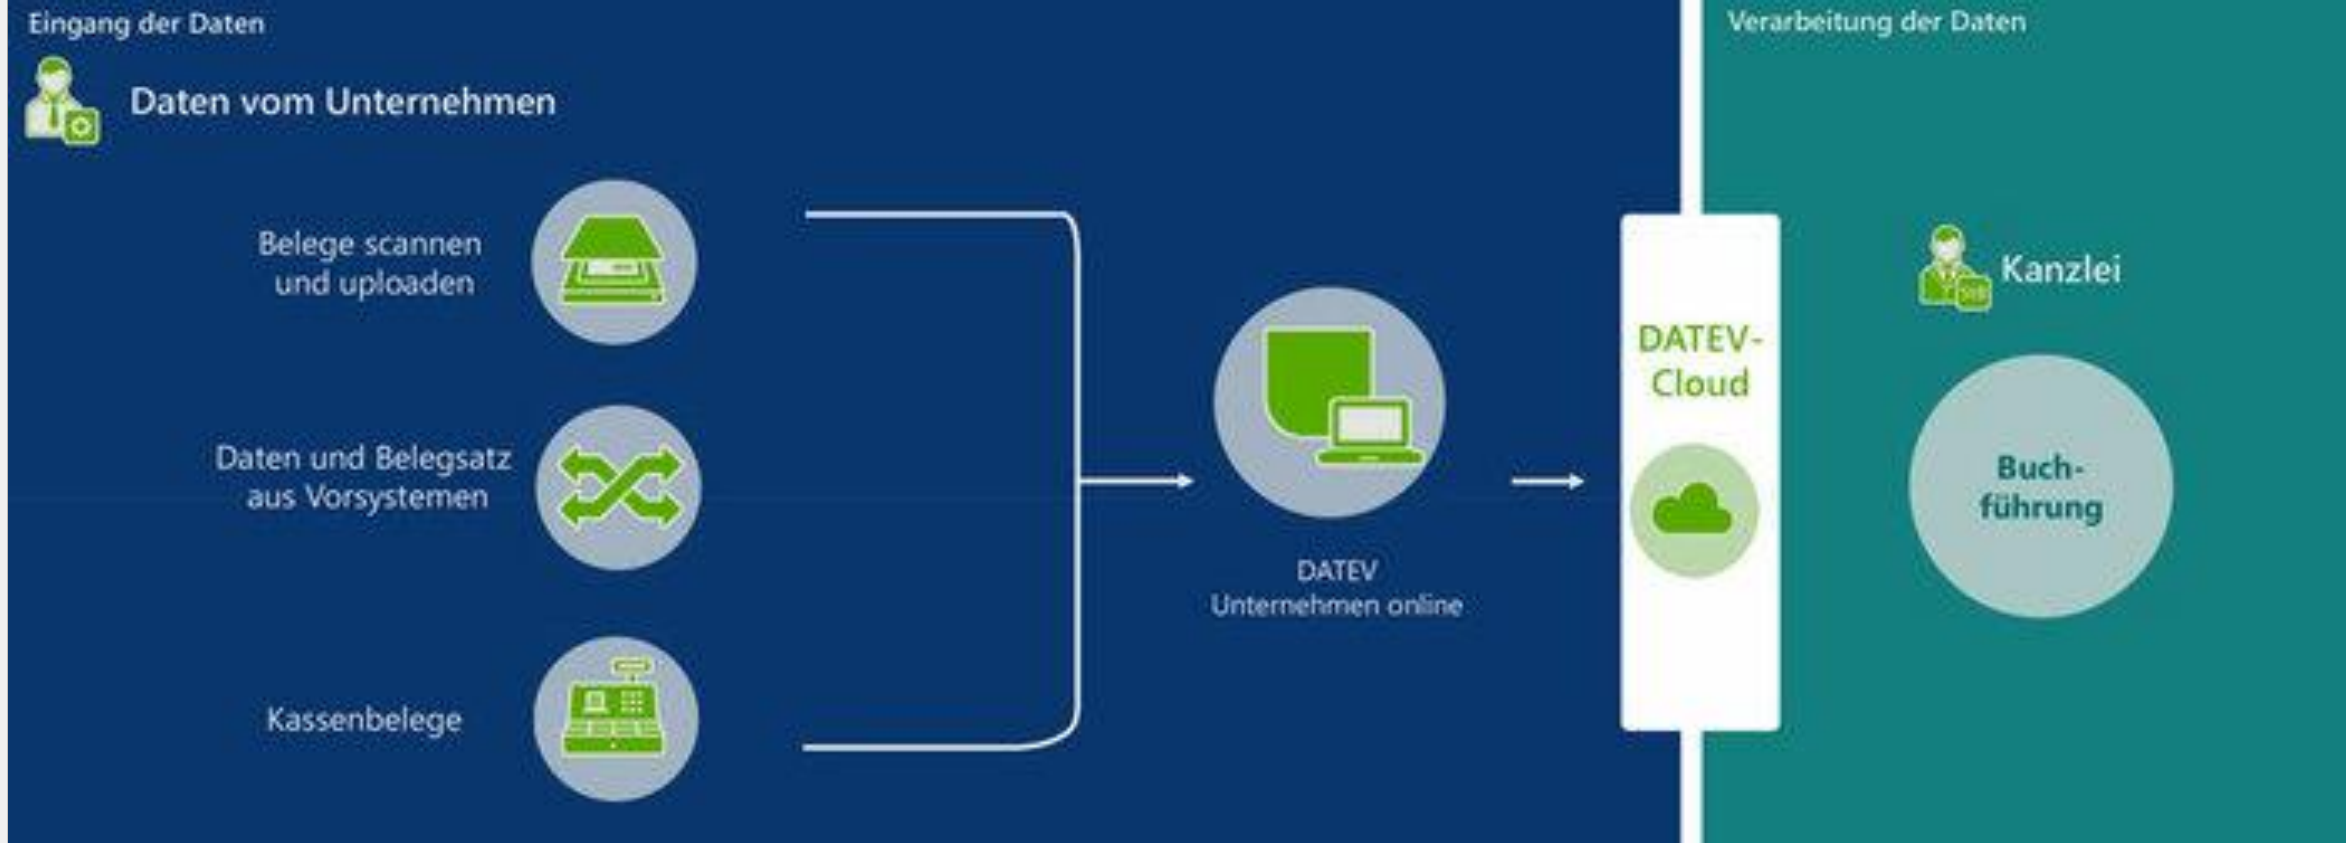 Eingang der Daten
Daten vom Unternehmen
Belege scannen
und uploaden
Daten und Belegsatz
aus Vorsystemen
Kassenbelege
DATEV
Unternehmen online
DATEV-
Cloud
Verarbeitung der Daten
Kanzlei
Buch-
führung